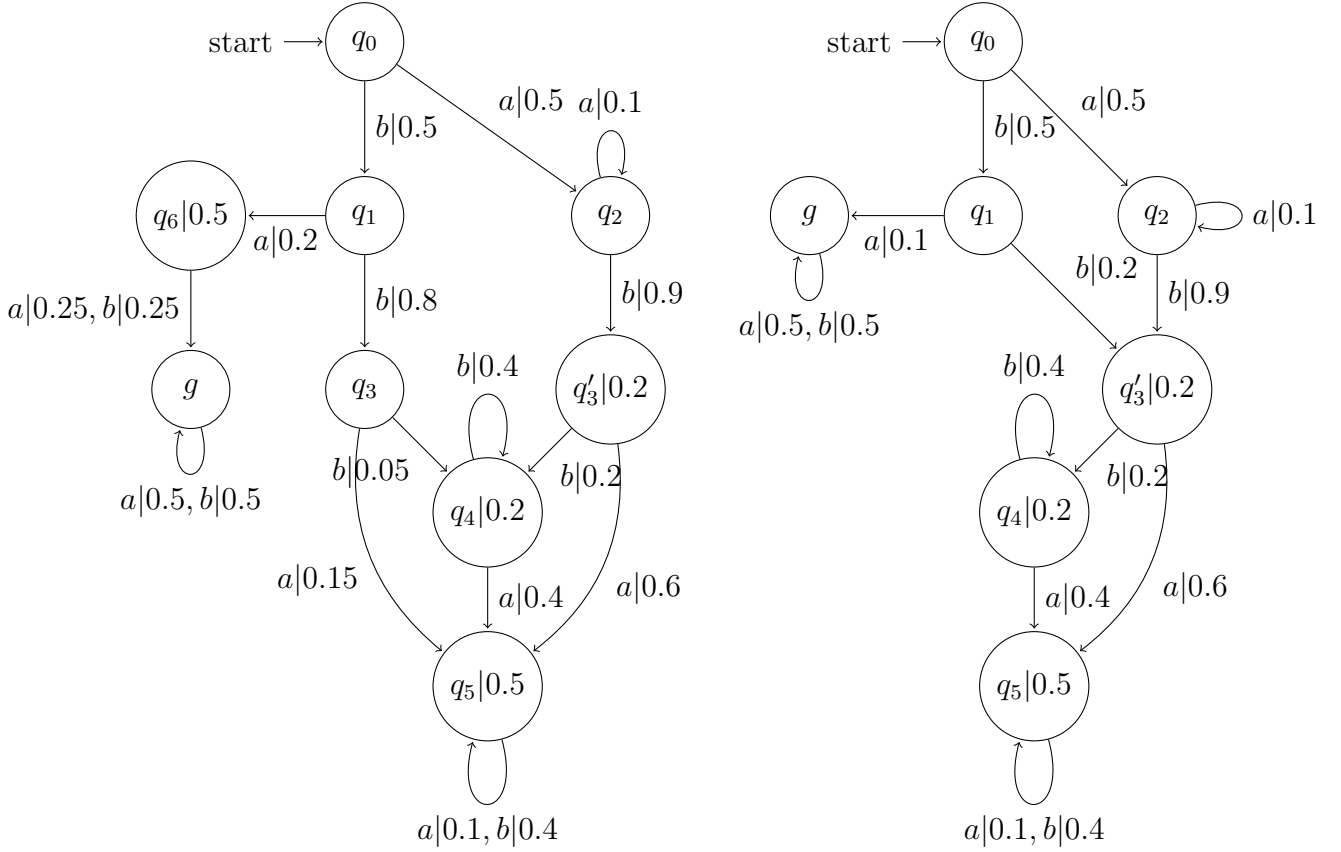 start
q₀
a|0.5
a|0.1
b|0.5
q₆|0.5
a|0.2
q₁
q₂
b|0.8
b|0.9
a|0.25, b|0.25
g
q₃
b|0.4
q₃′|0.2
a|0.5, b|0.5
b|0.05
b|0.2
q₄|0.2
a|0.15
a|0.4
a|0.6
q₅|0.5
a|0.1, b|0.4
start
q₀
a|0.5
b|0.5
g
a|0.1
q₁
q₂
a|0.1
b|0.2
b|0.9
a|0.5, b|0.5
b|0.4
q₃′|0.2
b|0.2
q₄|0.2
a|0.4
a|0.6
q₅|0.5
a|0.1, b|0.4